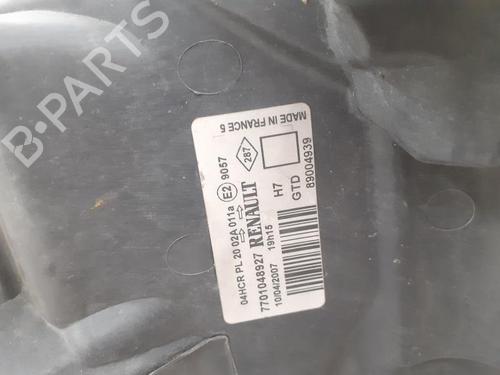 B-PARTS
04HCR PL 20 02A 011a E2 9057
7701048927 RENAULT 287
10/04/2007 19h15 H7
GTD
89004939
MADE IN FRANCE 5